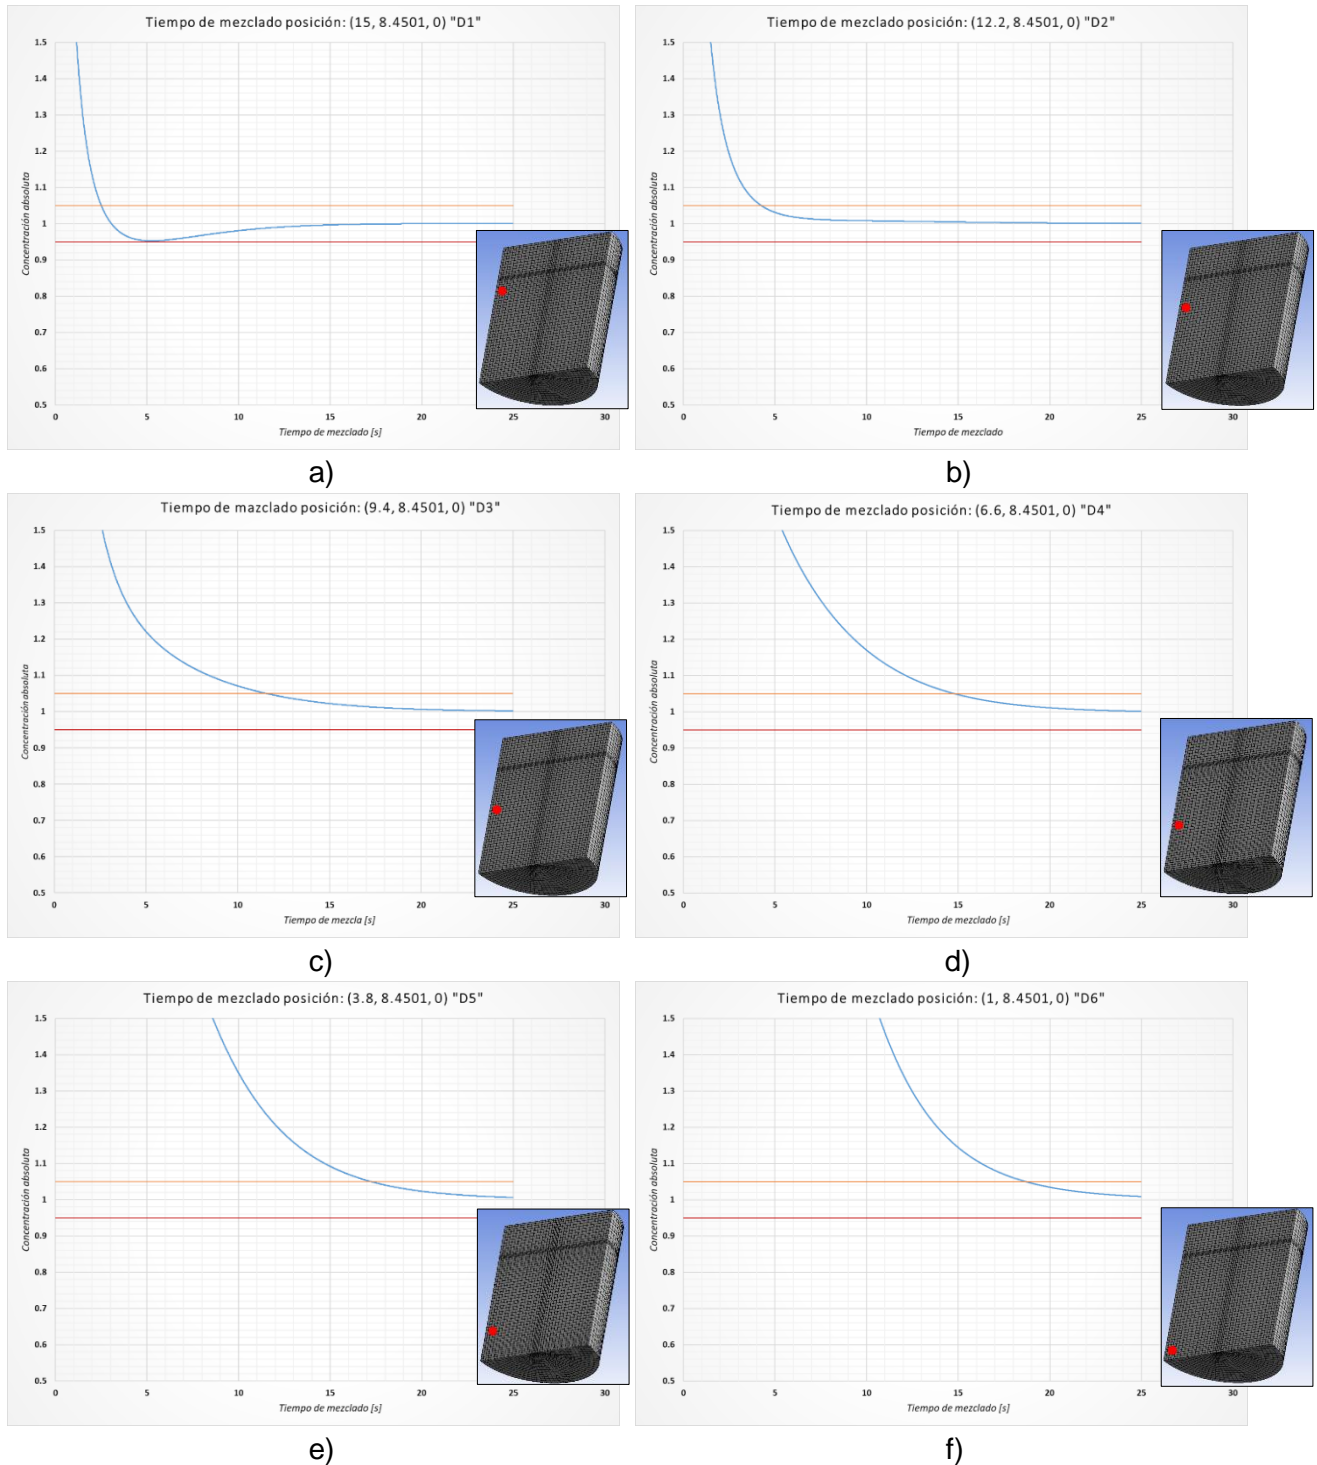 Tiempo de mezclado posición: (15, 8.4501, 0) "D1"
1.5
1.4
1.3
1.2
1.1
1
0.9
0.8
0.7
0.6
0.5
Concentración absoluta
0 5 10 15 20 25 30
Tiempo de mezclado [s]
a)
Tiempo de mezclado posición: (12.2, 8.4501, 0) "D2"
1.5
1.4
1.3
1.2
1.1
1
0.9
0.8
0.7
0.6
0.5
Concentración absoluta
0 5 10 15 20 25 30
Tiempo de mezclado
b)
Tiempo de mazclado posición: (9.4, 8.4501, 0) "D3"
1.5
1.4
1.3
1.2
1.1
1
0.9
0.8
0.7
0.6
0.5
Concentración absoluta
0 5 10 15 20 25 30
Tiempo de mezcla [s]
c)
Tiempo de mezclado posición: (6.6, 8.4501, 0) "D4"
1.5
1.4
1.3
1.2
1.1
1
0.9
0.8
0.7
0.6
0.5
Concentración absoluta
0 5 10 15 20 25 30
Tiempo de mezclado [s]
d)
Tiempo de mezclado posición: (3.8, 8.4501, 0) "D5"
1.5
1.4
1.3
1.2
1.1
1
0.9
0.8
0.7
0.6
0.5
Concentración absoluta
0 5 10 15 20 25 30
Tiempo de mezclado [s]
e)
Tiempo de mezclado posición: (1, 8.4501, 0) "D6"
1.5
1.4
1.3
1.2
1.1
1
0.9
0.8
0.7
0.6
0.5
Concentración absoluta
0 5 10 15 20 25 30
Tiempo de mezclado [s]
f)